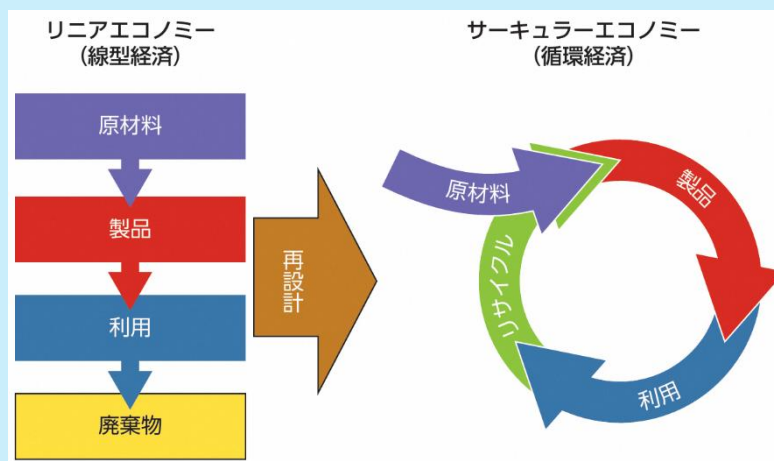 リニアエコノミー
（線型経済）
原材料
製品
利用
廃棄物
再設計
サーキュラーエコノミー
（循環経済）
原材料
製品
利用
リサイクル